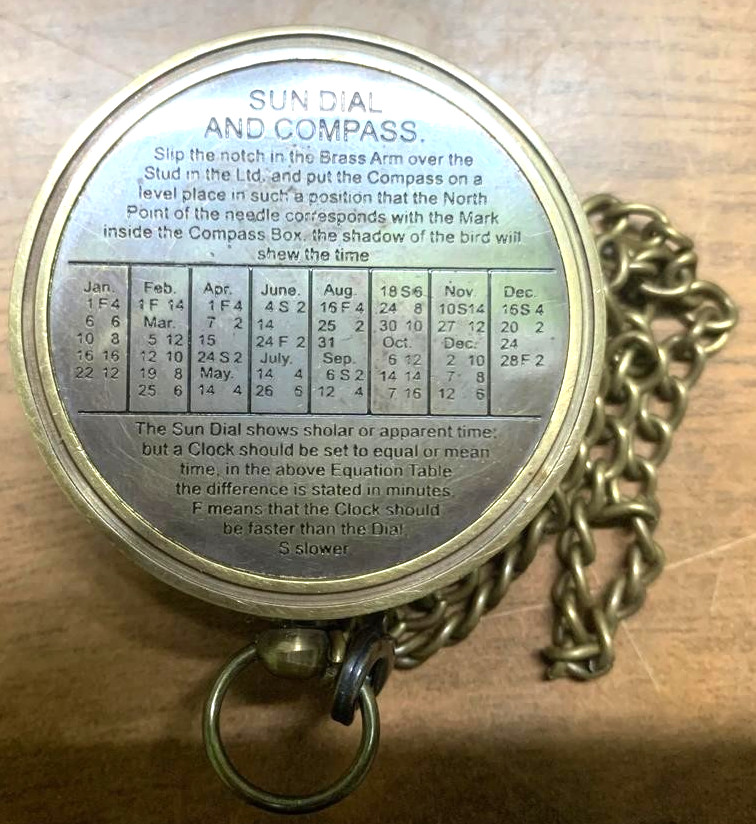 SUN DIAL
AND COMPASS.
Slip the notch in the Brass Arm over the
Stud in the Ltd. and put the Compass on a
level place in such a position that the North
Point of the needle corresponds with the Mark
inside the Compass Box. the shadow of the bird will
shew the time
Jan. Feb. Apr. June. Aug. 18 S 6 Nov. Dec.
1 F 4 1 F 14 1 F 4 4 S 2 16 F 4 24 8 10 S 14 16 S 4
6 6 Mar. 7 2 14 25 2 30 10 27 12 20 2
10 8 5 12 15 24 F 2 31 Oct. Dec. 24
16 16 12 10 24 S 2 July. Sep. 6 12 2 10 28 F 2
22 12 19 8 May. 14 4 6 S 2 14 14 7 8
25 6 14 4 26 6 12 4 7 16 12 6
The Sun Dial shows sholar or apparent time:
but a Clock should be set to equal or mean
time, in the above Equation Table
the difference is stated in minutes.
F means that the Clock should
be faster than the Dial.
S slower